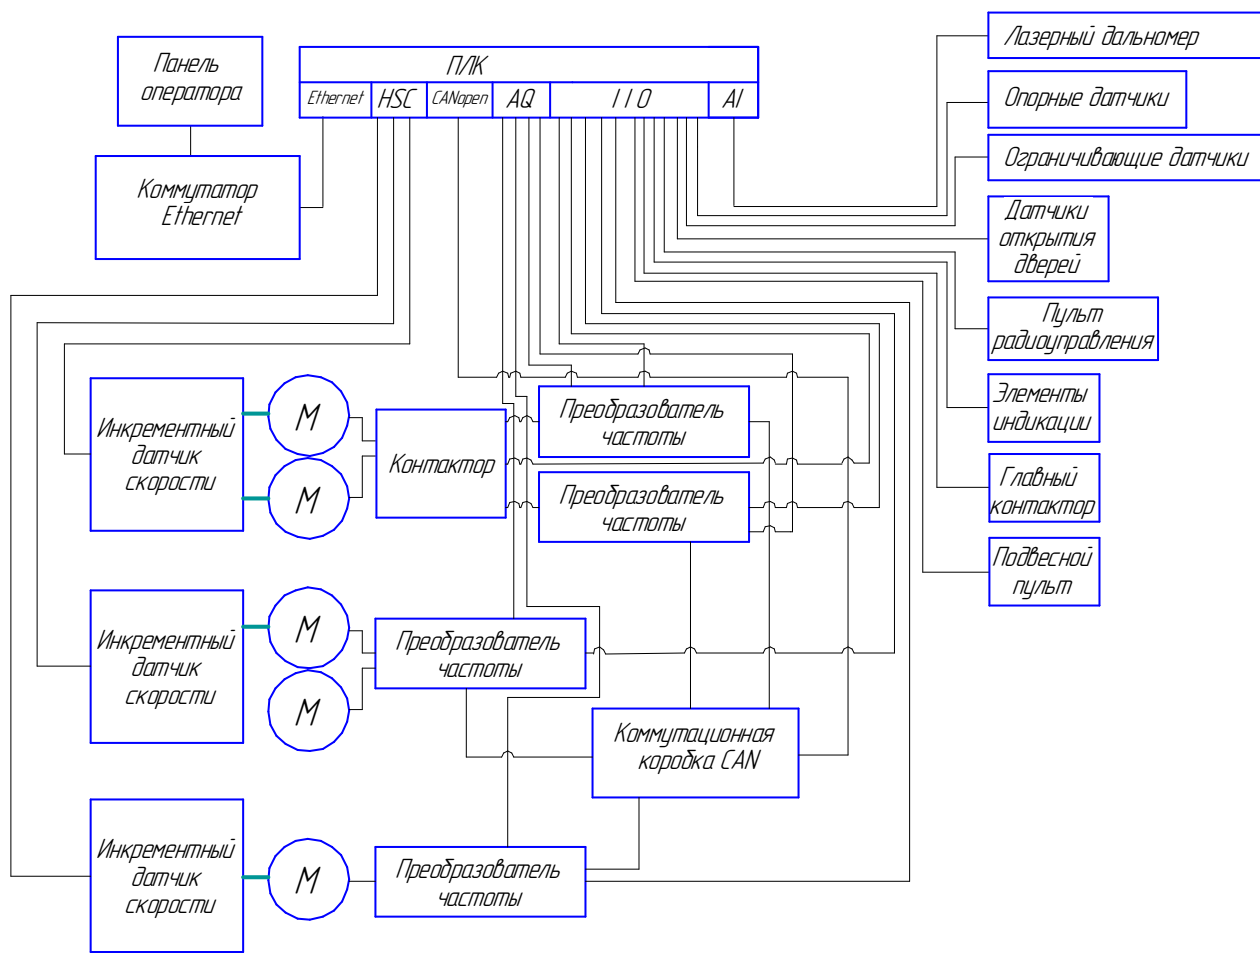 Панель
оператора
ПЛК
Ethernet
HSC
CANopen
AQ
I I O
AI
Лазерный дальномер
Опорные датчики
Ограничивающие датчики
Коммутатор
Ethernet
Датчики
открытия
дверей
Пульт
радиоуправления
Элементы
индикации
Главный
контактор
Подвесной
пульт
Инкрементный
датчик
скорости
М
М
Контактор
Преобразователь
частоты
Преобразователь
частоты
Инкрементный
датчик
скорости
М
М
Преобразователь
частоты
Коммутационная
коробка CAN
Инкрементный
датчик
скорости
М
Преобразователь
частоты